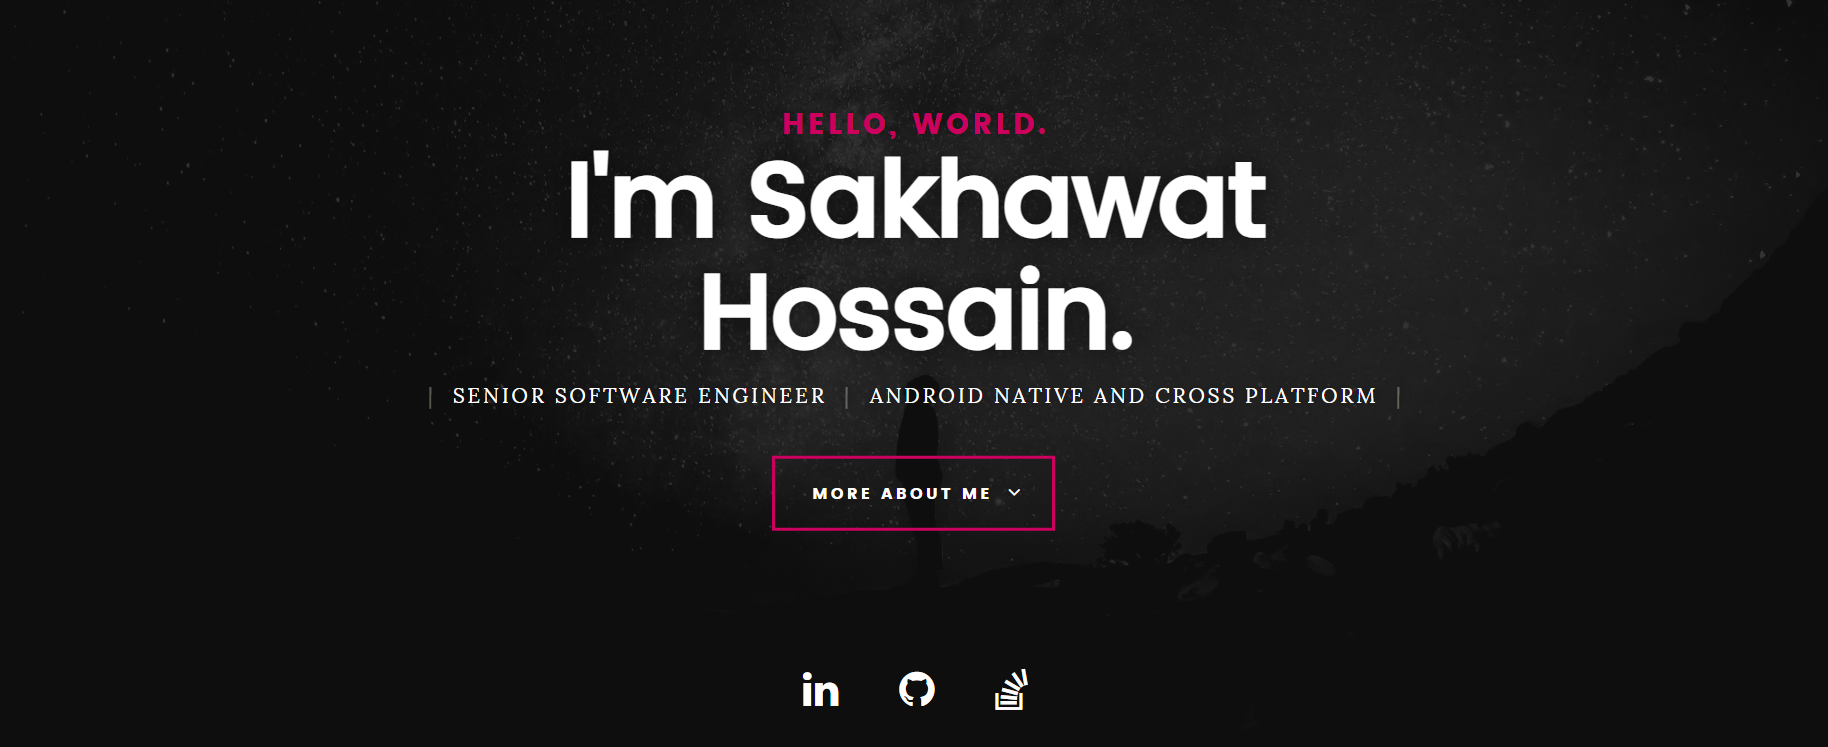 HELLO, WORLD.
I'm Sakhawat
Hossain.
| SENIOR SOFTWARE ENGINEER | ANDROID NATIVE AND CROSS PLATFORM |
MORE ABOUT ME
in